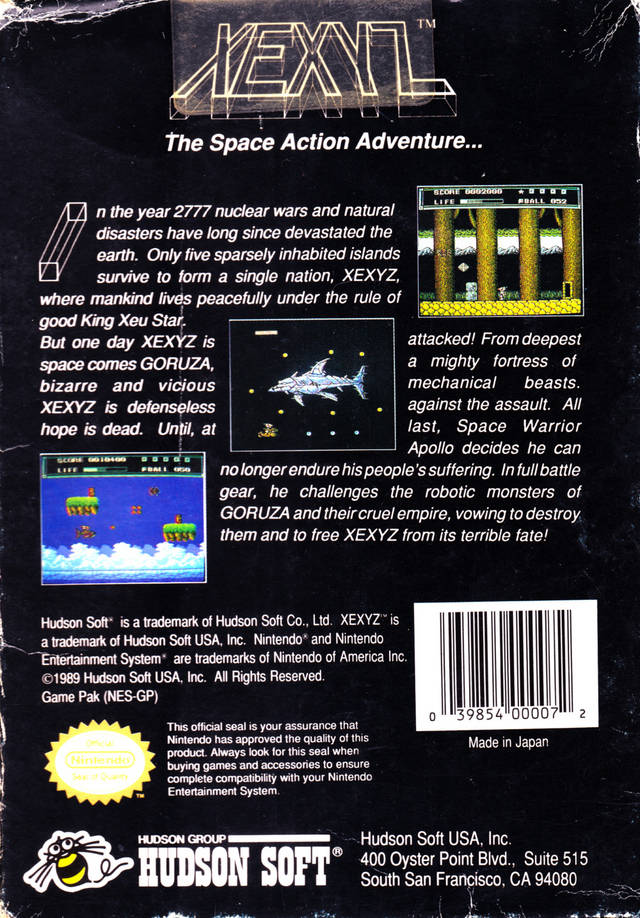 XEXYZ™
The Space Action Adventure...
In the year 2777 nuclear wars and natural
disasters have long since devastated the
earth. Only five sparsely inhabited islands
survive to form a single nation, XEXYZ,
where mankind lives peacefully under the rule of
good King Xeu Star.
But one day XEXYZ is attacked! From deepest
space comes GORUZA, a mighty fortress of
bizarre and vicious mechanical beasts.
XEXYZ is defenseless against the assault. All
hope is dead. Until, at last, Space Warrior
Apollo decides he can
no longer endure his people's suffering. In full battle
gear, he challenges the robotic monsters of
GORUZA and their cruel empire, vowing to destroy
them and to free XEXYZ from its terrible fate!
SCORE 0002000
LIFE FBALL 052
SCORE 0010400
LIFE FBALL 050
Hudson Soft® is a trademark of Hudson Soft Co., Ltd. XEXYZ™ is
a trademark of Hudson Soft USA, Inc. Nintendo® and Nintendo
Entertainment System® are trademarks of Nintendo of America Inc.
©1989 Hudson Soft USA, Inc. All Rights Reserved.
Game Pak (NES-GP)
0 39854 00007 2
Made in Japan
Official
Nintendo
Seal of Quality
™
This official seal is your assurance that
Nintendo has approved the quality of this
product. Always look for this seal when
buying games and accessories to ensure
complete compatibility with your Nintendo
Entertainment System.
HUDSON GROUP
HUDSON SOFT®
Hudson Soft USA, Inc.
400 Oyster Point Blvd., Suite 515
South San Francisco, CA 94080